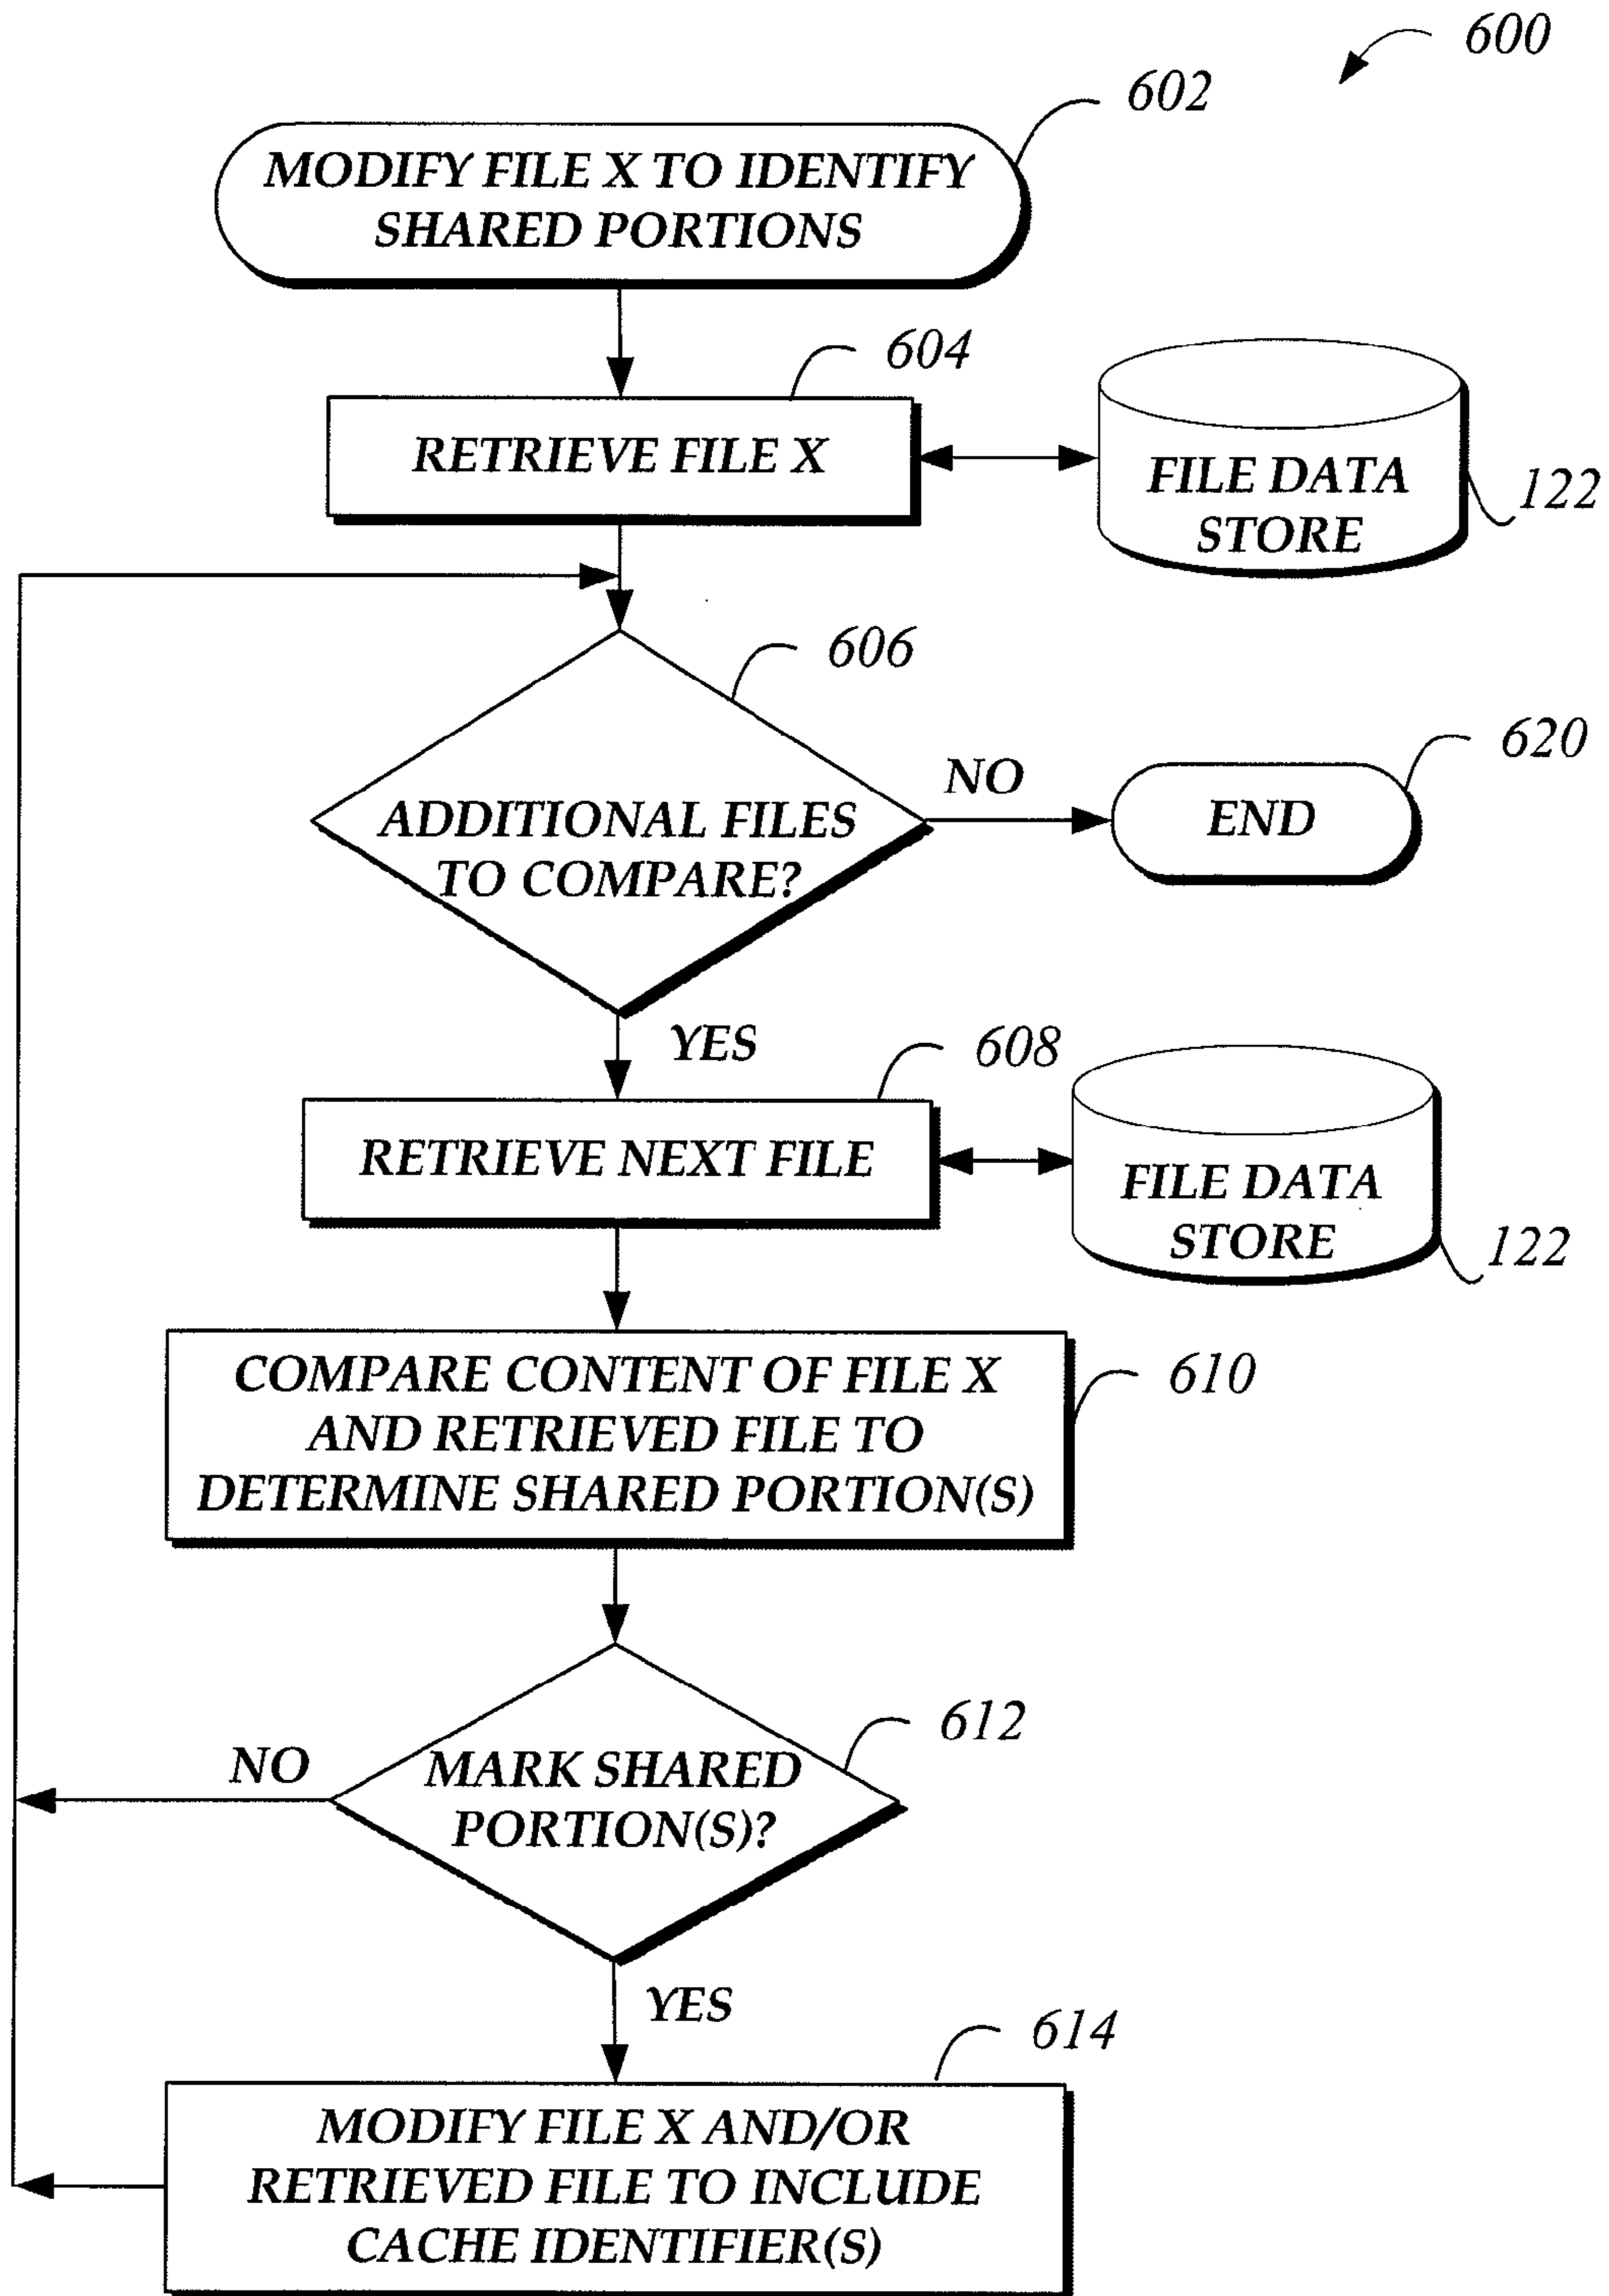 600
602
MODIFY FILE X TO IDENTIFY
SHARED PORTIONS
604
RETRIEVE FILE X
FILE DATA
STORE
122
606
ADDITIONAL FILES
TO COMPARE?
NO
620
END
YES
608
RETRIEVE NEXT FILE
FILE DATA
STORE
122
COMPARE CONTENT OF FILE X
AND RETRIEVED FILE TO
DETERMINE SHARED PORTION(S)
610
612
NO
MARK SHARED
PORTION(S)?
YES
614
MODIFY FILE X AND/OR
RETRIEVED FILE TO INCLUDE
CACHE IDENTIFIER(S)